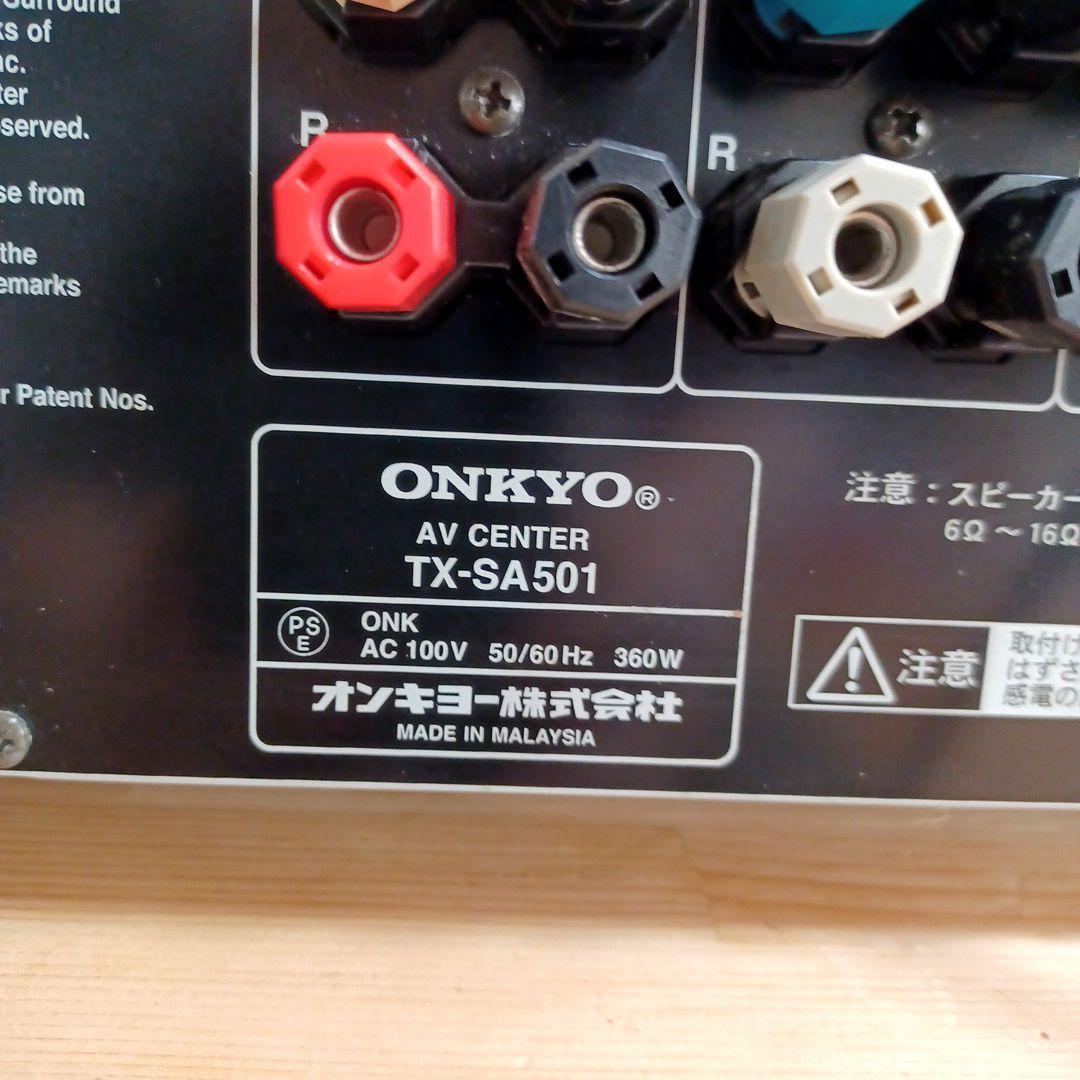 Surround
ks of
nc.
ter
served.
se from
the
emarks
r Patent Nos.
R
R
ONKYO®
AV CENTER
TX-SA501
PS
E
ONK
AC 100V 50/60Hz 360W
オンキヨー株式会社
MADE IN MALAYSIA
注意：スピーカー
6Ω～16Ω
注意
取付け
はずさ
感電の